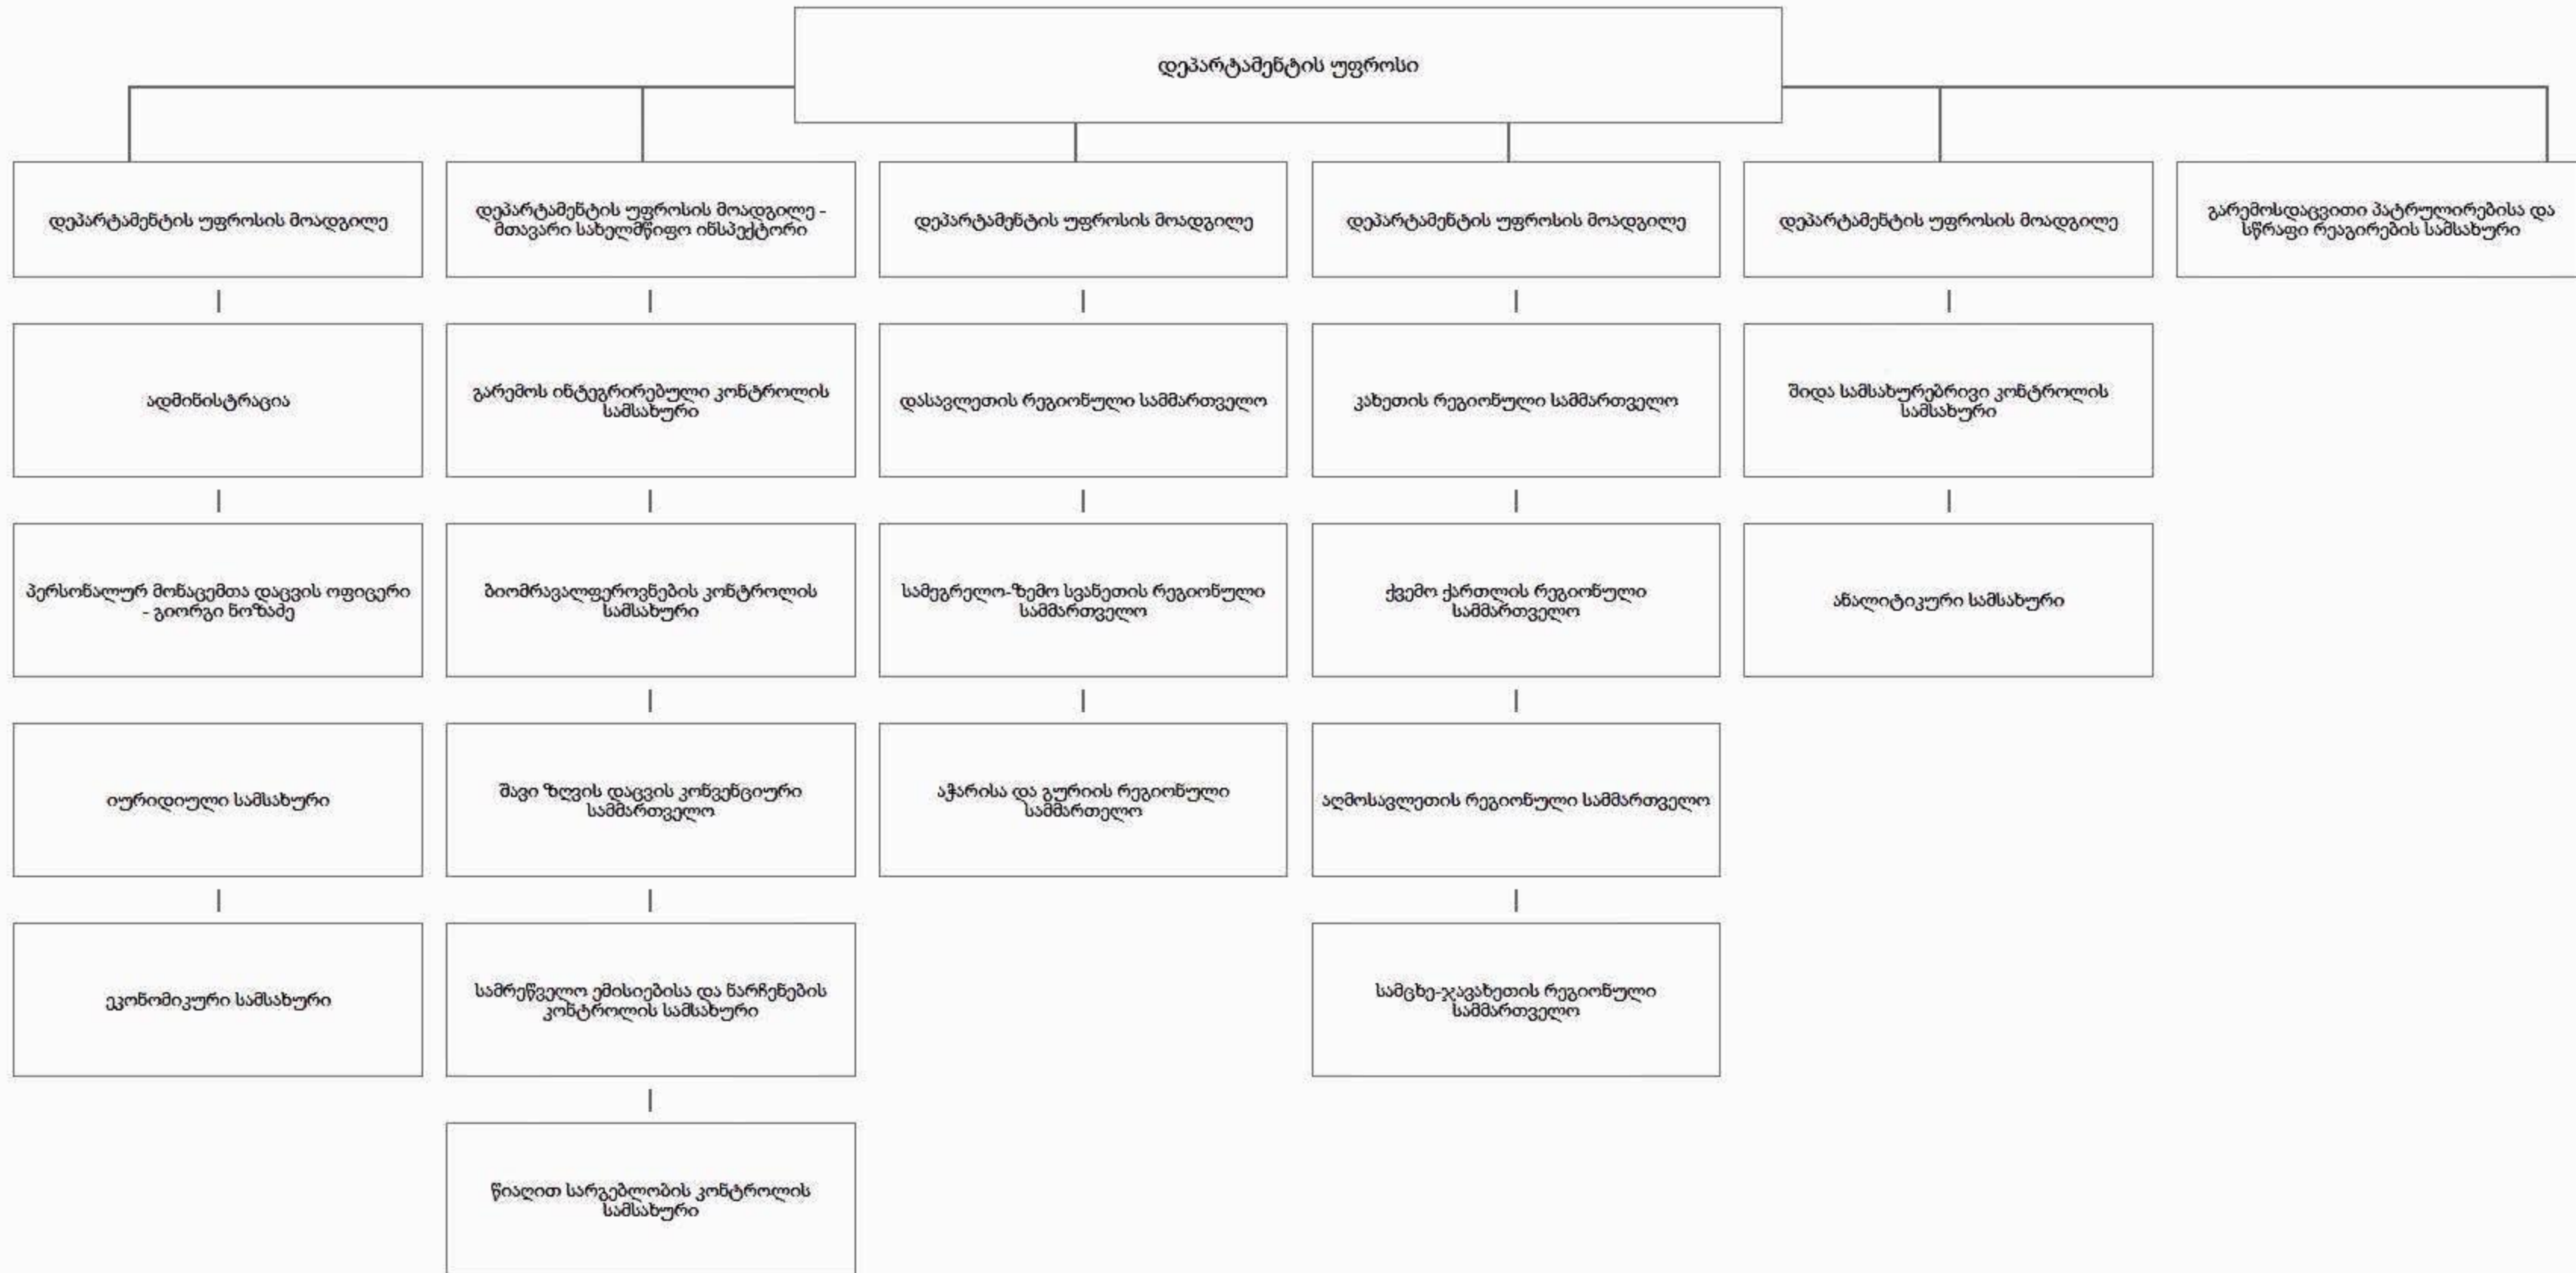 დეპარტამენტის უფროსი
დეპარტამენტის უფროსის მოადგილე
დეპარტამენტის უფროსის მოადგილე -
მთავარი სახელმწიფო ინსპექტორი
დეპარტამენტის უფროსის მოადგილე
დეპარტამენტის უფროსის მოადგილე
დეპარტამენტის უფროსის მოადგილე
გარემოსდაცვითი პატრულირებისა და
სწრაფი რეაგირების სამსახური
ადმინისტრაცია
გარემოს ინტეგრირებული კონტროლის
სამსახური
დასავლეთის რეგიონული სამმართველო
კახეთის რეგიონული სამმართველო
შიდა სამსახურებრივი კონტროლის
სამსახური
პერსონალურ მონაცემთა დაცვის ოფიცერი
- გიორგი ნოზაძე
ბიომრავალფეროვნების კონტროლის
სამსახური
სამეგრელო-ზემო სვანეთის რეგიონული
სამმართველო
ქვემო ქართლის რეგიონული
სამმართველო
ანალიტიკური სამსახური
იურიდიული სამსახური
შავი ზღვის დაცვის კონვენციური
სამმართველო
აჭარისა და გურიის რეგიონული
სამმართელო
აღმოსავლეთის რეგიონული სამმართველო
ეკონომიკური სამსახური
სამრეწველო ემისიებისა და ნარჩენების
კონტროლის სამსახური
სამცხე-ჯავახეთის რეგიონული
სამმართველო
წიაღით სარგებლობის კონტროლის
სამსახური